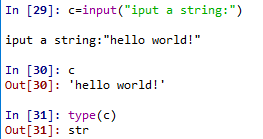 In [29]: c=input("iput a string:")
iput a string:"hello world!"
In [30]: c
Out[30]: 'hello world!'
In [31]: type(c)
Out[31]: str